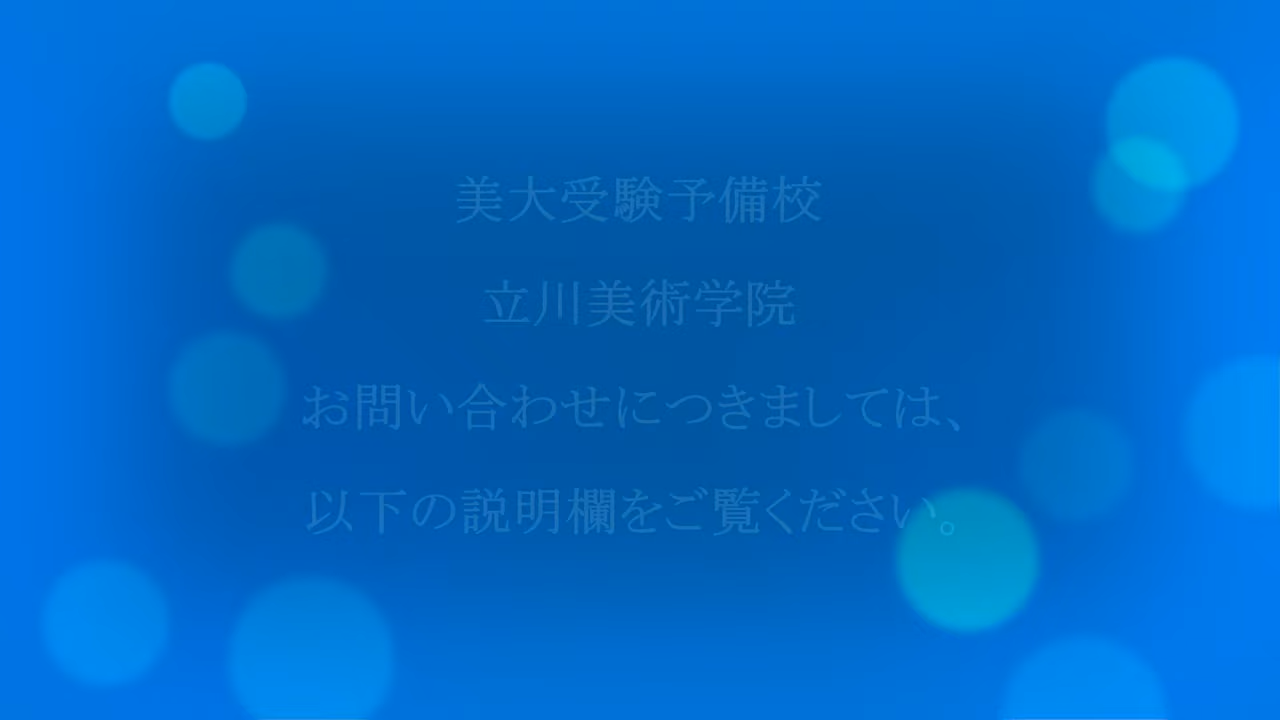 美大受験予備校
立川美術学院
お問い合わせにつきましては、
以下の説明欄をご覧ください。